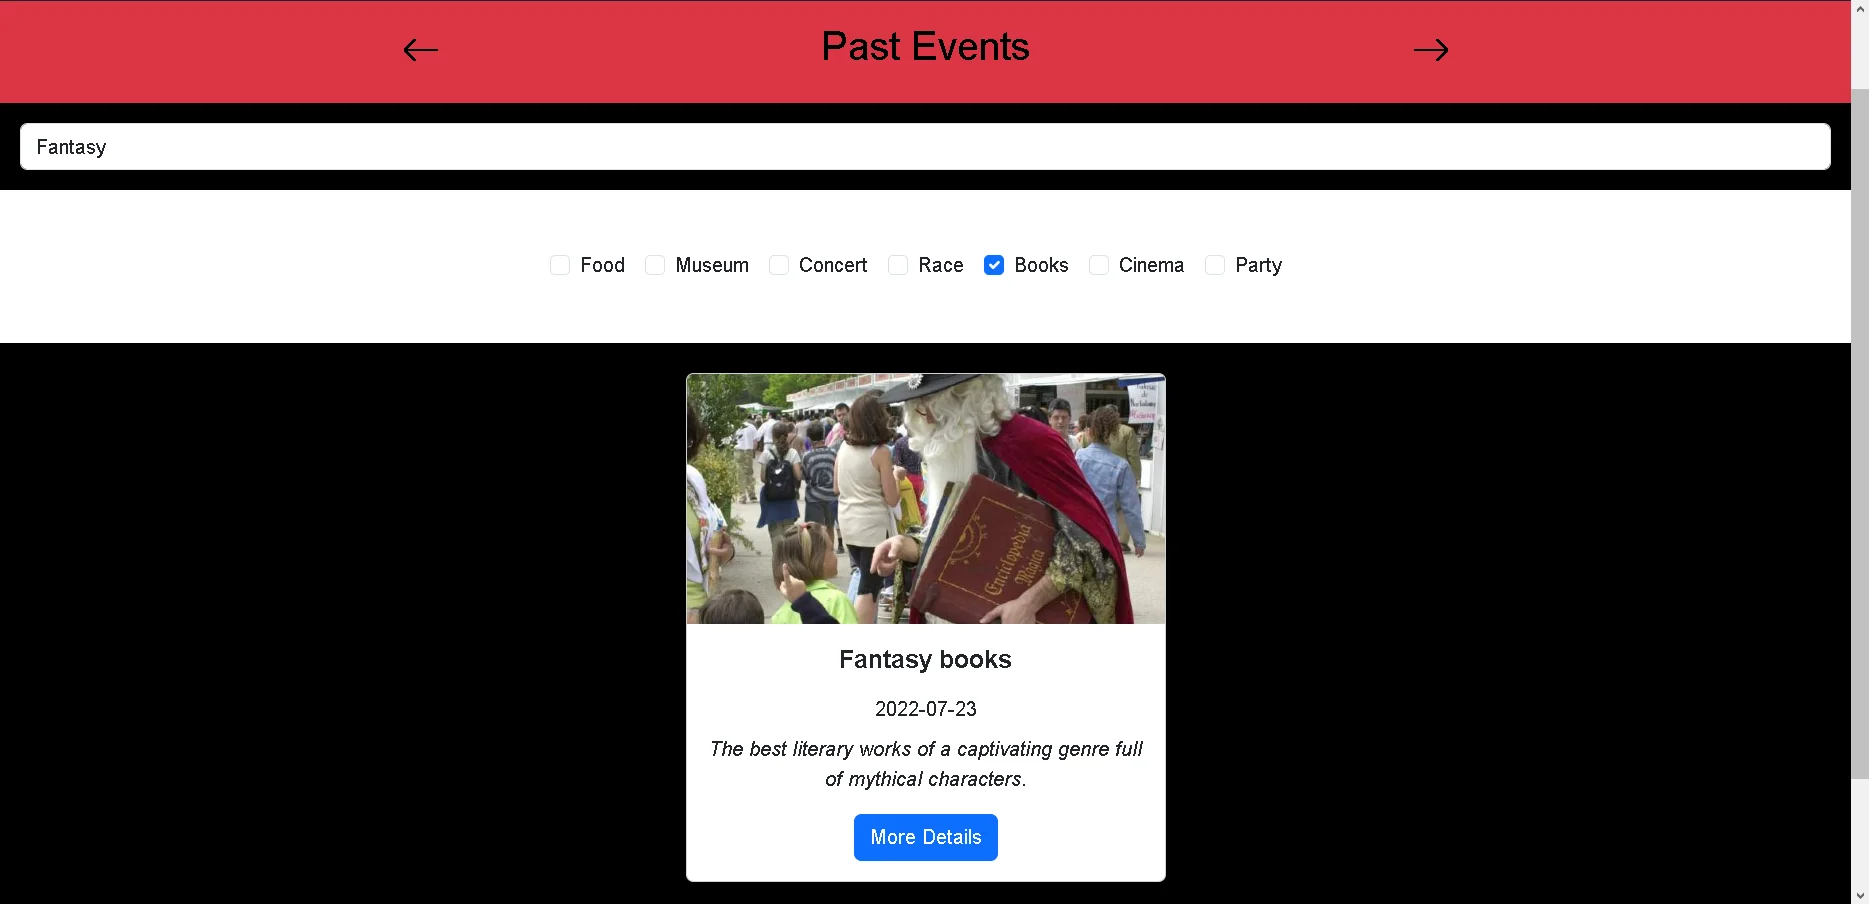 Past Events
Fantasy
Food Museum Concert Race Books Cinema Party
Enciclopedia
Mágica
Fantasy books
2022-07-23
The best literary works of a captivating genre full
of mythical characters.
More Details